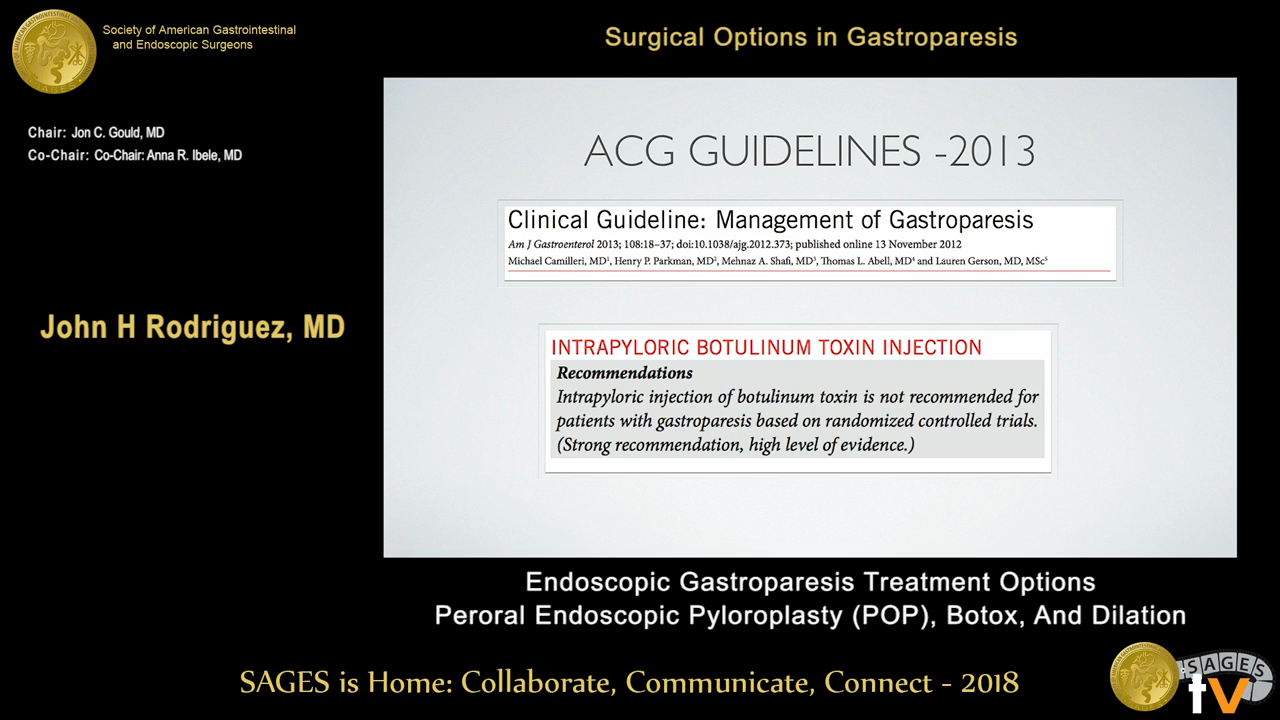 Society of American Gastrointestinal
and Endoscopic Surgeons
Surgical Options in Gastroparesis
Chair: Jon C. Gould, MD
Co-Chair: Co-Chair: Anna R. Ibele, MD
John H Rodriguez, MD
ACG GUIDELINES -2013
Clinical Guideline: Management of Gastroparesis
Am J Gastroenterol 2013; 108:18–37; doi:10.1038/ajg.2012.373; published online 13 November 2012
Michael Camilleri, MD¹, Henry P. Parkman, MD², Mehnaz A. Shafi, MD³, Thomas L. Abell, MD⁴ and Lauren Gerson, MD, MSc⁵
INTRAPYLORIC BOTULINUM TOXIN INJECTION
Recommendations
Intrapyloric injection of botulinum toxin is not recommended for
patients with gastroparesis based on randomized controlled trials.
(Strong recommendation, high level of evidence.)
Endoscopic Gastroparesis Treatment Options
Peroral Endoscopic Pyloroplasty (POP), Botox, And Dilation
SAGES is Home: Collaborate, Communicate, Connect - 2018
SAGES
tv